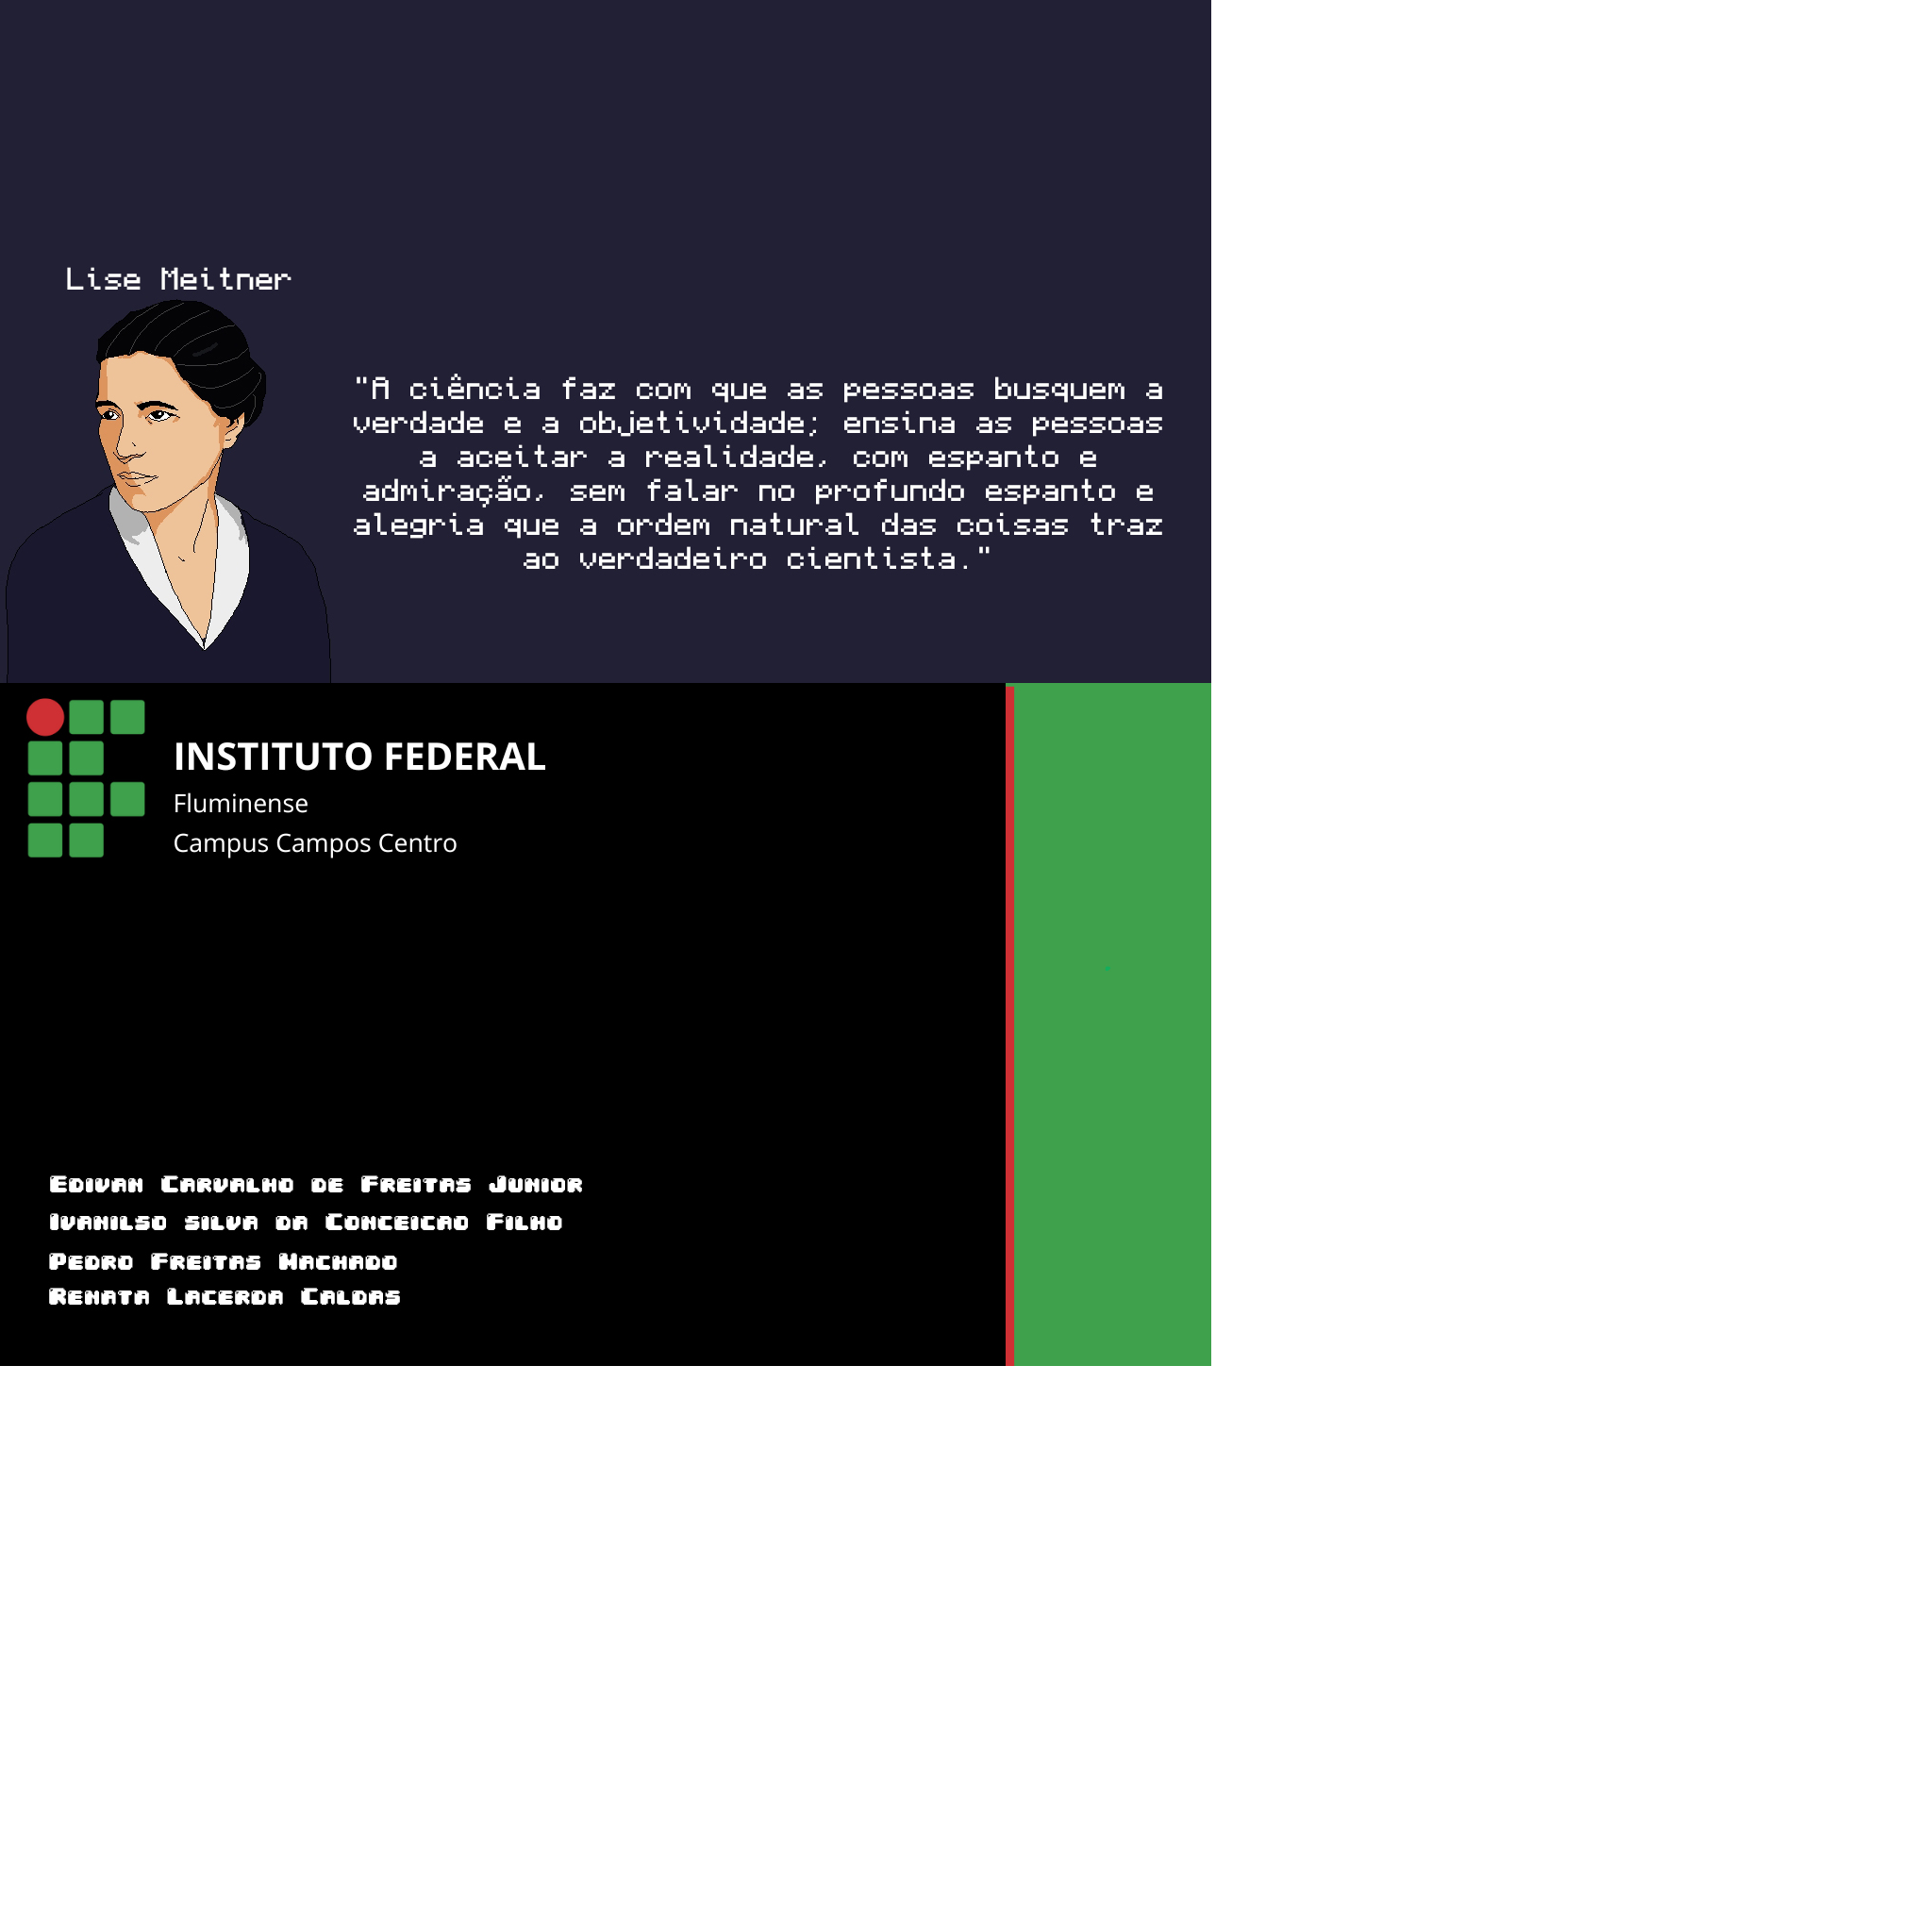 Lise Meitner
"A ciência faz com que as pessoas busquem a
verdade e a objetividade; ensina as pessoas
a aceitar a realidade, com espanto e
admiração, sem falar no profundo espanto e
alegria que a ordem natural das coisas traz
ao verdadeiro cientista."
INSTITUTO FEDERAL
Fluminense
Campus Campos Centro
Edivan Carvalho de Freitas Junior
Ivanilso silva da Conceicao Filho
Pedro Freitas Machado
Renata Lacerda Caldas